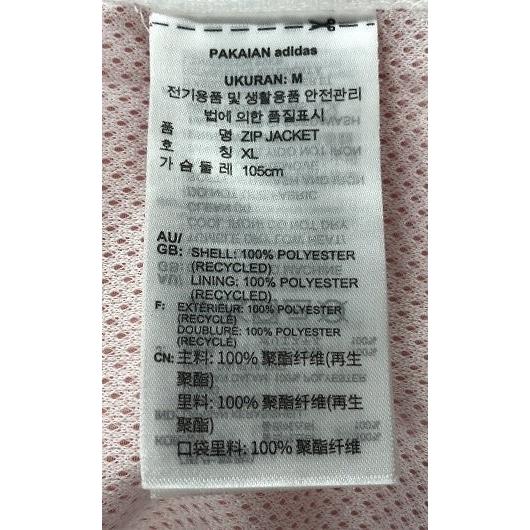 PAKAIAN adidas
UKURAN: M
전기용품 및 생활용품 안전관리
법에 의한 품질표시
품 명 ZIP JACKET
호 칭 XL
가 슴 둘 레 105cm
AU/
GB: SHELL: 100% POLYESTER
(RECYCLED)
LINING: 100% POLYESTER
(RECYCLED)
F: EXTÉRIEUR: 100% POLYESTER
(RECYCLÉ)
DOUBLURE: 100% POLYESTER
(RECYCLÉ)
CN: 主料: 100% 聚酯纤维(再生
聚酯)
里料: 100% 聚酯纤维(再生
聚酯)
口袋里料: 100% 聚酯纤维